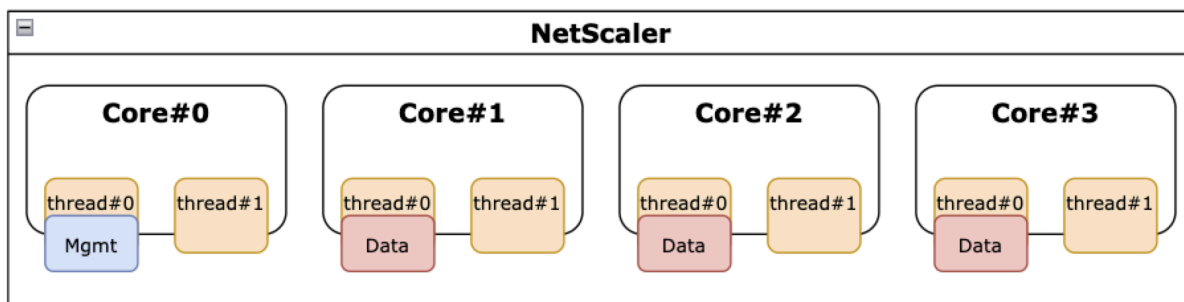 NetScaler
Core#0 Core#1 Core#2 Core#3
thread#0 thread#1 thread#0 thread#1 thread#0 thread#1 thread#0 thread#1
Mgmt Data Data Data